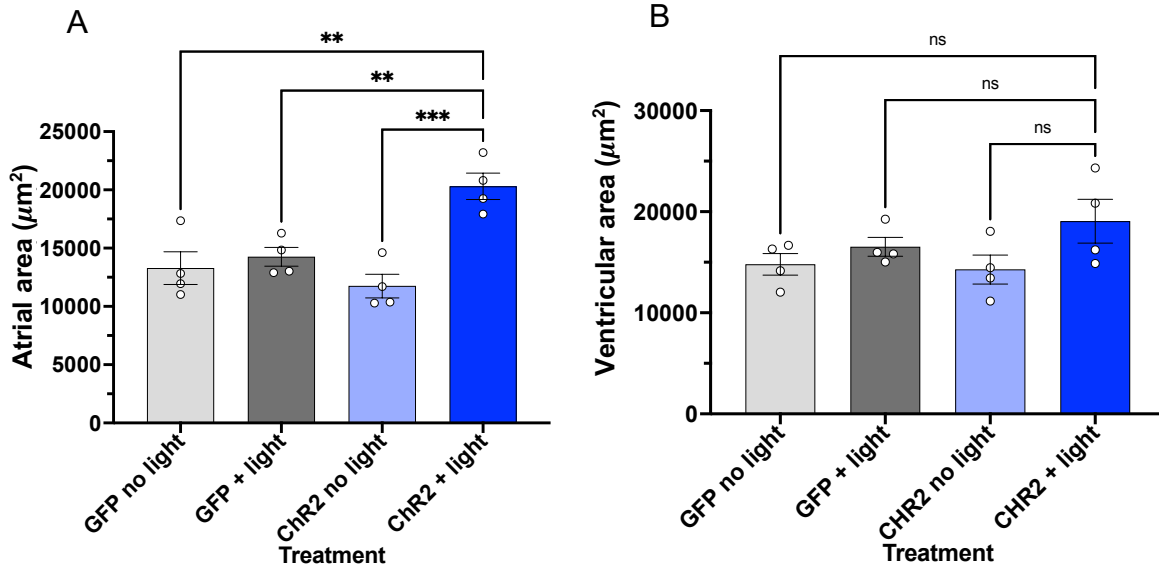 A
**
**
***
Atrial area (μm²)
25000
20000
15000
10000
5000
0
GFP no light
GFP + light
ChR2 no light
ChR2 + light
Treatment
B
ns
ns
ns
Ventricular area (μm²)
30000
20000
10000
0
GFP no light
GFP + light
CHR2 no light
CHR2 + light
Treatment